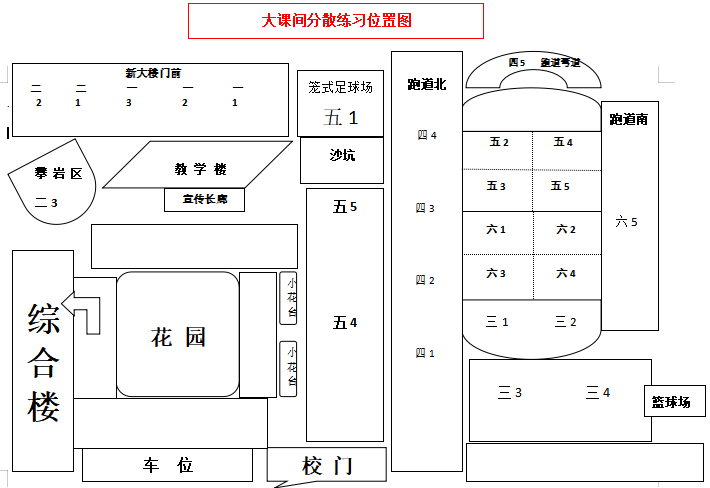 大课间分散练习位置图
新大楼门前
二2 二1 一3 一2 一1
笼式足球场
五1
沙坑
跑道北
四4
四3
四2
四1
四5 跑道弯道
五2 五4
五3 五5
六1 六2
六3 六4
三1 三2
跑道南
六5
攀岩区
二3
教学楼
宣传长廊
五5
五4
综合楼
花园
小花台
小花台
三3 三4
篮球场
车位
校门